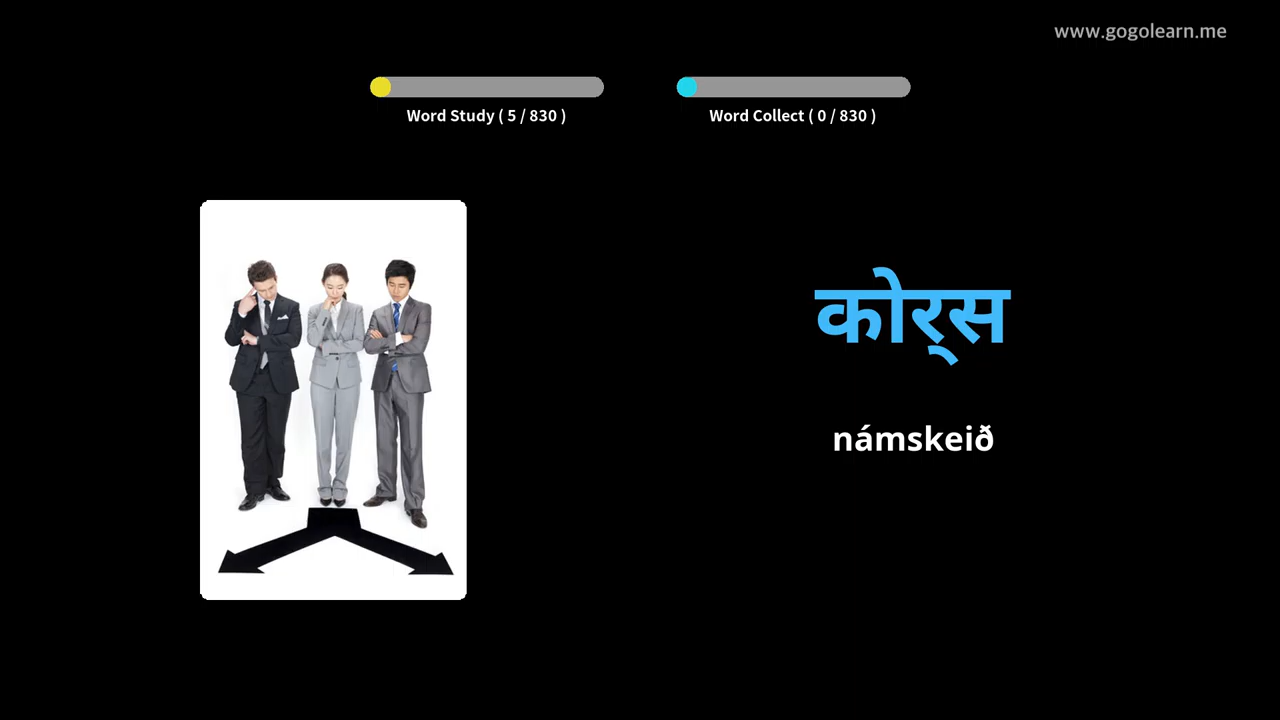 www.gogolearn.me
Word Study ( 5 / 830 )
Word Collect ( 0 / 830 )
कोर्‍स
námskeið